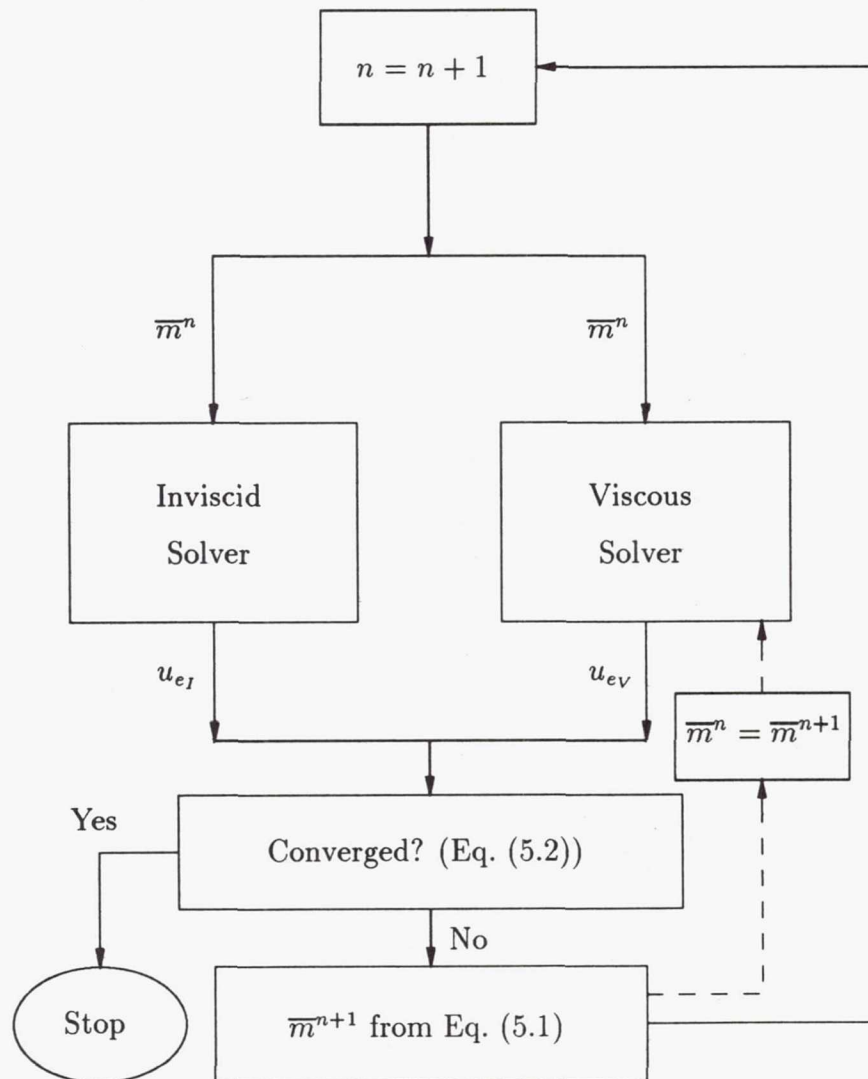 n = n + 1
m̅ⁿ
m̅ⁿ
Inviscid
Solver
Viscous
Solver
u_{e_I}
u_{e_V}
m̅ⁿ = m̅ⁿ⁺¹
Yes
Converged? (Eq. (5.2))
No
Stop
m̅ⁿ⁺¹ from Eq. (5.1)